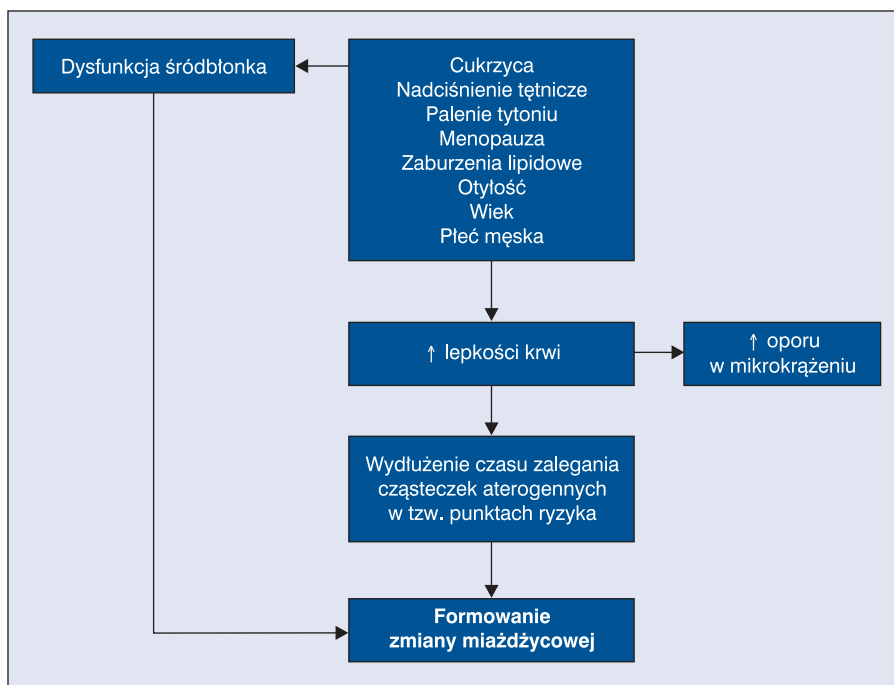 Dysfunkcja śródbłonka
Cukrzyca
Nadciśnienie tętnicze
Palenie tytoniu
Menopauza
Zaburzenia lipidowe
Otyłość
Wiek
Płeć męska
↑ lepkości krwi
↑ oporu
w mikrokrążeniu
Wydłużenie czasu zalegania
cząsteczek aterogennych
w tzw. punktach ryzyka
Formowanie
zmiany miażdżycowej